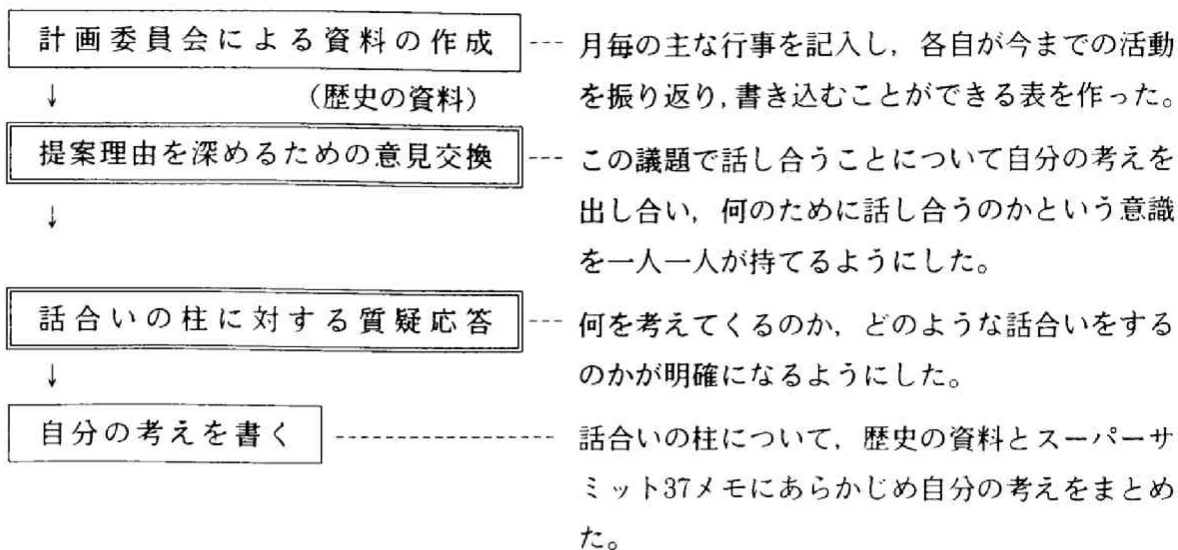 計画委員会による資料の作成 --- 月毎の主な行事を記入し，各自が今までの活動
↓ （歴史の資料） を振り返り，書き込むことができる表を作った。
提案理由を深めるための意見交換 --- この議題で話し合うことについて自分の考えを
↓ 出し合い，何のために話し合うのかという意識
を一人一人が持てるようにした。
話合いの柱に対する質疑応答 --- 何を考えてくるのか，どのような話合いをする
↓ のかが明確になるようにした。
自分の考えを書く --------------- 話合いの柱について，歴史の資料とスーパーサ
ミット37メモにあらかじめ自分の考えをまとめ
た。